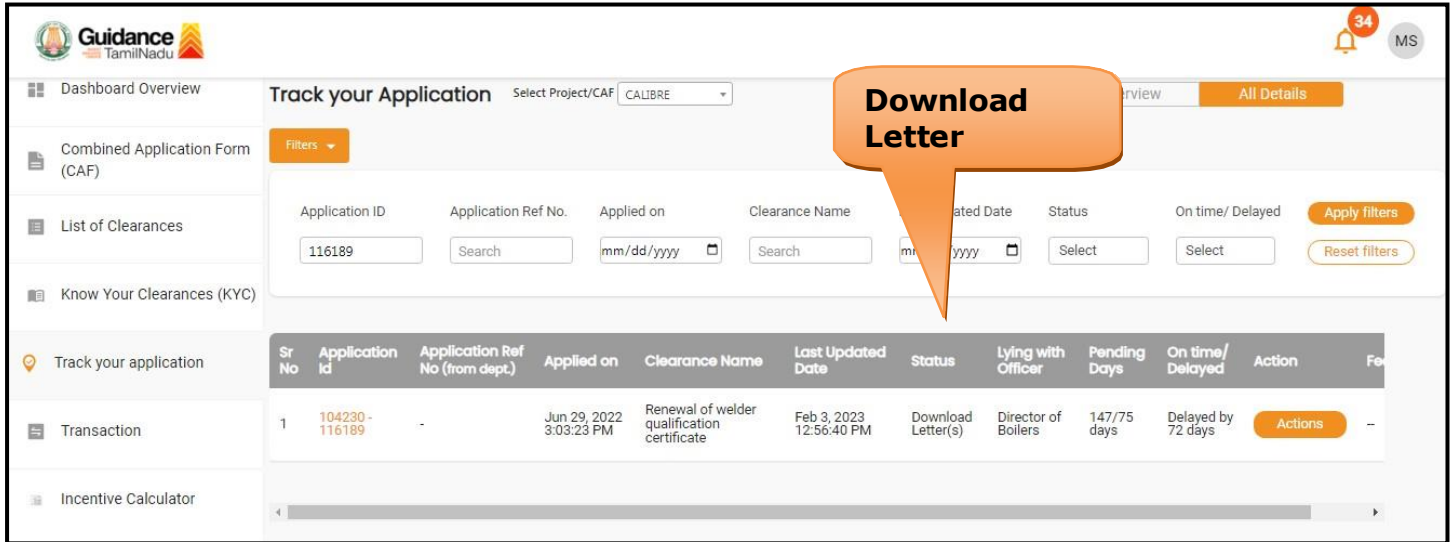 Guidance
TamilNadu
34
MS
Dashboard Overview
Track your Application
Select Project/CAF
CALIBRE
Download
Letter
All Details
Combined Application Form
(CAF)
Filters
List of Clearances
Application ID
Application Ref No.
Applied on
Clearance Name
Date
Status
On time/ Delayed
Apply filters
116189
Search
mm/dd/yyyy
Search
Select
Select
Reset filters
Know Your Clearances (KYC)
Track your application
Sr
No
Application
Id
Application Ref
No (from dept.)
Applied on
Clearance Name
Last Updated
Date
Status
Lying with
Officer
Pending
Days
On time/
Delayed
Action
1
104230 -
116189
-
Jun 29, 2022
3:03:23 PM
Renewal of welder
qualification
certificate
Feb 3, 2023
12:56:40 PM
Download
Letter(s)
Director of
Boilers
147/75
days
Delayed by
72 days
Actions
--
Transaction
Incentive Calculator